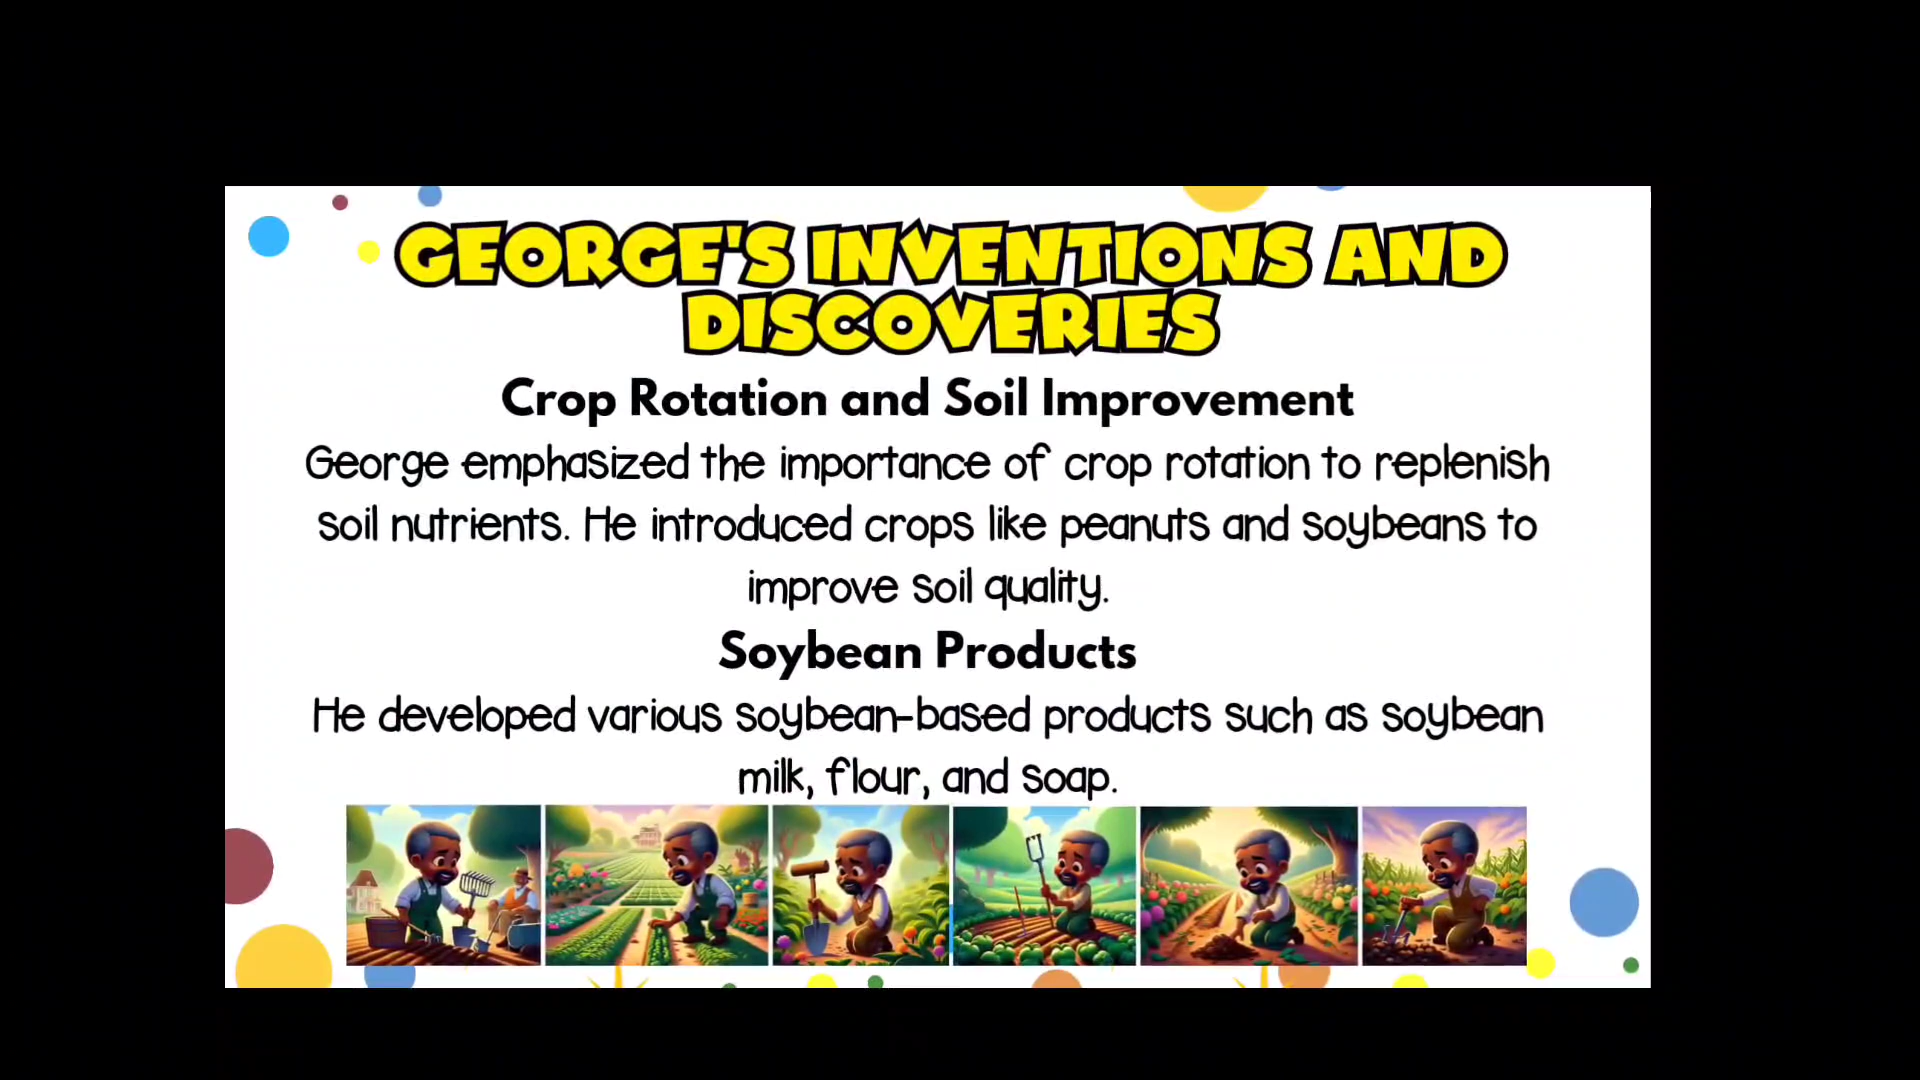 GEORGE'S INVENTIONS AND
DISCOVERIES
Crop Rotation and Soil Improvement
George emphasized the importance of crop rotation to replenish
soil nutrients. He introduced crops like peanuts and soybeans to
improve soil quality.
Soybean Products
He developed various soybean-based products such as soybean
milk, flour, and soap.